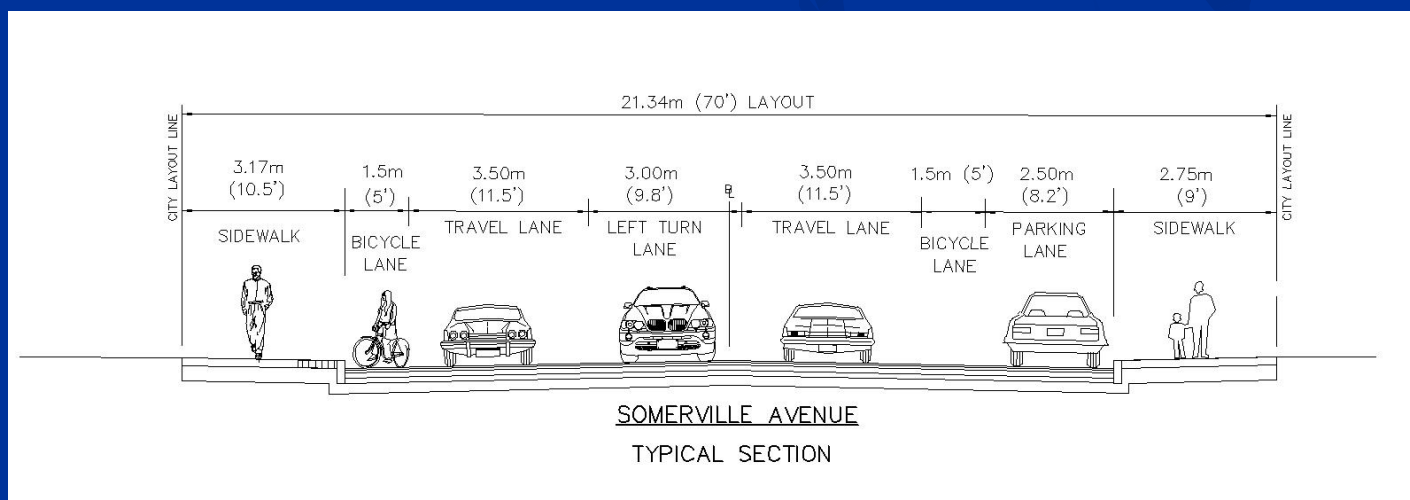 21.34m (70') LAYOUT
CITY LAYOUT LINE
3.17m
(10.5')
SIDEWALK
1.5m
(5')
BICYCLE
LANE
3.50m
(11.5')
TRAVEL LANE
3.00m
(9.8')
LEFT TURN
LANE
3.50m
(11.5')
TRAVEL LANE
1.5m (5')
BICYCLE
LANE
2.50m
(8.2')
PARKING
LANE
2.75m
(9')
SIDEWALK
CITY LAYOUT LINE
SOMERVILLE AVENUE
TYPICAL SECTION